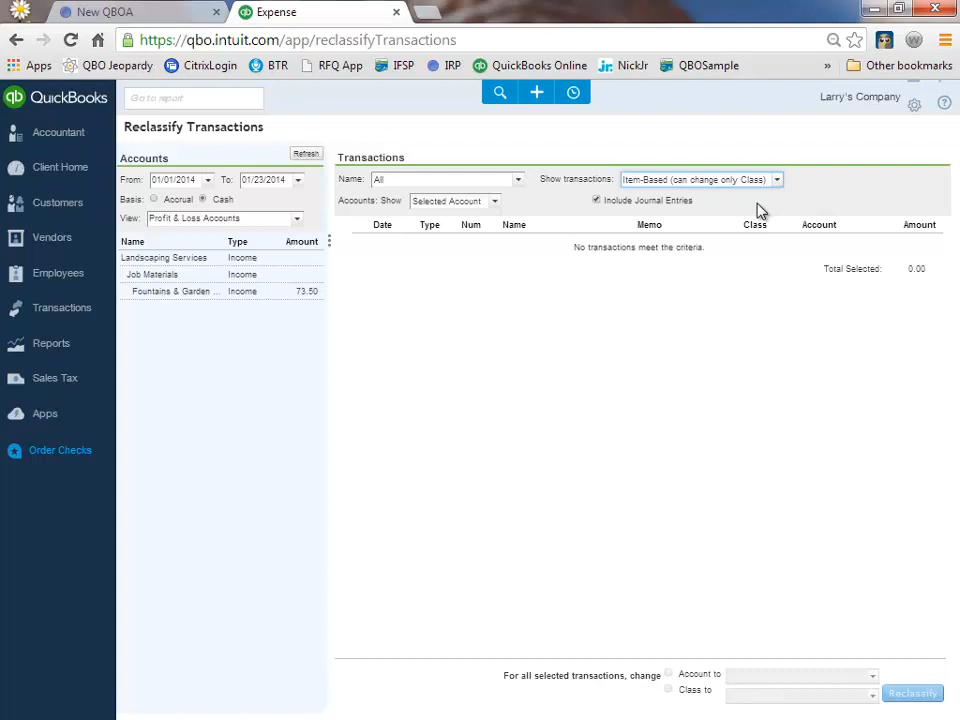 New QBOA
Expense
https://qbo.intuit.com/app/reclassifyTransactions
Apps QBO Jeopardy CitrixLogin BTR RFQ App IFSP IRP QuickBooks Online NickJr QBOSample » Other bookmarks
qb QuickBooks
Go to report
Larry's Company
Reclassify Transactions
Accountant
Client Home
Customers
Vendors
Employees
Transactions
Reports
Sales Tax
Apps
Order Checks
Accounts Refresh
From: 01/01/2014 To: 01/23/2014
Basis: Accrual Cash
View: Profit & Loss Accounts
Name Type Amount
Landscaping Services Income
Job Materials Income
Fountains & Garden ... Income 73.50
Transactions
Name: All Show transactions: Item-Based (can change only Class)
Accounts: Show Selected Account Include Journal Entries
Date Type Num Name Memo Class Account Amount
No transactions meet the criteria.
Total Selected: 0.00
For all selected transactions, change Account to
Class to Reclassify